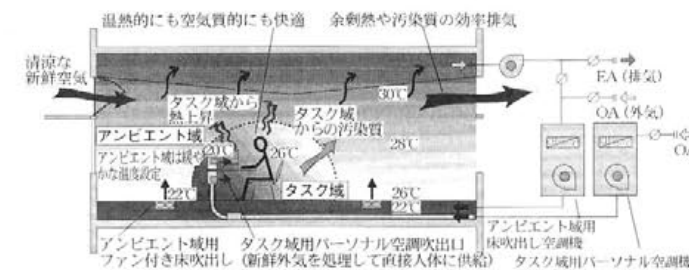 温熱的にも空気質的にも快適
余剰熱や汚染質の効率排気
清涼な
新鮮空気
EA (排気)
OA (外気)
OA
30℃
タスク域から
熱上昇
タスク域
からの汚染質
アンビエント域
アンビエント域は緩や
かな温度設定
20℃
26℃
28℃
タスク域
22℃
26℃
22℃
アンビエント域用
ファン付き床吹出し
タスク域用パーソナル空調吹出口
(新鮮外気を処理して直接人体に供給)
アンビエント域用
床吹出し空調機
タスク域用パーソナル空調機